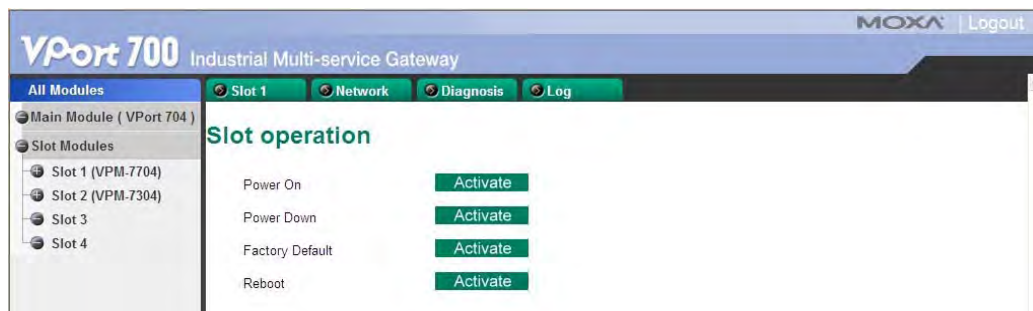 MOXA | Logout
VPort 700 Industrial Multi-service Gateway
All Modules
Slot 1 Network Diagnosis Log
Main Module ( VPort 704 )
Slot Modules
Slot 1 (VPM-7704)
Slot 2 (VPM-7304)
Slot 3
Slot 4
Slot operation
Power On Activate
Power Down Activate
Factory Default Activate
Reboot Activate